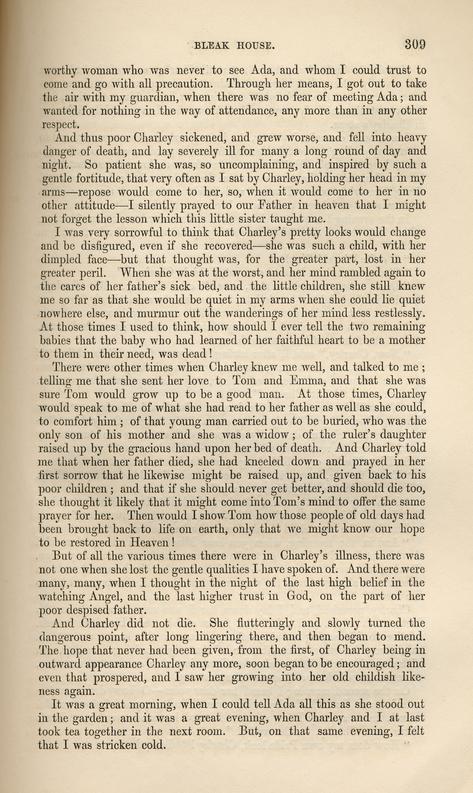 BLEAK HOUSE. 309
worthy woman who was never to see Ada, and whom I could trust to
come and go with all precaution. Through her means, I got out to take
the air with my guardian, when there was no fear of meeting Ada; and
wanted for nothing in the way of attendance, any more than in any other
respect.
And thus poor Charley sickened, and grew worse, and fell into heavy
danger of death, and lay severely ill for many a long round of day and
night. So patient she was, so uncomplaining, and inspired by such a
gentle fortitude, that very often as I sat by Charley, holding her head in my
arms—repose would come to her, so, when it would come to her in no
other attitude—I silently prayed to our Father in heaven that I might
not forget the lesson which this little sister taught me.
I was very sorrowful to think that Charley's pretty looks would change
and be disfigured, even if she recovered—she was such a child, with her
dimpled face—but that thought was, for the greater part, lost in her
greater peril. When she was at the worst, and her mind rambled again to
the cares of her father's sick bed, and the little children, she still knew
me so far as that she would be quiet in my arms when she could lie quiet
nowhere else, and murmur out the wanderings of her mind less restlessly.
At those times I used to think, how should I ever tell the two remaining
babies that the baby who had learned of her faithful heart to be a mother
to them in their need, was dead!
There were other times when Charley knew me well, and talked to me;
telling me that she sent her love to Tom and Emma, and that she was
sure Tom would grow up to be a good man. At those times, Charley
would speak to me of what she had read to her father as well as she could,
to comfort him; of that young man carried out to be buried, who was the
only son of his mother and she was a widow; of the ruler's daughter
raised up by the gracious hand upon her bed of death. And Charley told
me that when her father died, she had kneeled down and prayed in her
first sorrow that he likewise might be raised up, and given back to his
poor children; and that if she should never get better, and should die too,
she thought it likely that it might come into Tom's mind to offer the same
prayer for her. Then would I show Tom how those people of old days had
been brought back to life on earth, only that we might know our hope
to be restored in Heaven!
But of all the various times there were in Charley's illness, there was
not one when she lost the gentle qualities I have spoken of. And there were
many, many, when I thought in the night of the last high belief in the
watching Angel, and the last higher trust in God, on the part of her
poor despised father.
And Charley did not die. She flutteringly and slowly turned the
dangerous point, after long lingering there, and then began to mend.
The hope that never had been given, from the first, of Charley being in
outward appearance Charley any more, soon began to be encouraged; and
even that prospered, and I saw her growing into her old childish like-
ness again.
It was a great morning, when I could tell Ada all this as she stood out
in the garden; and it was a great evening, when Charley and I at last
took tea together in the next room. But, on that same evening, I felt
that I was stricken cold.